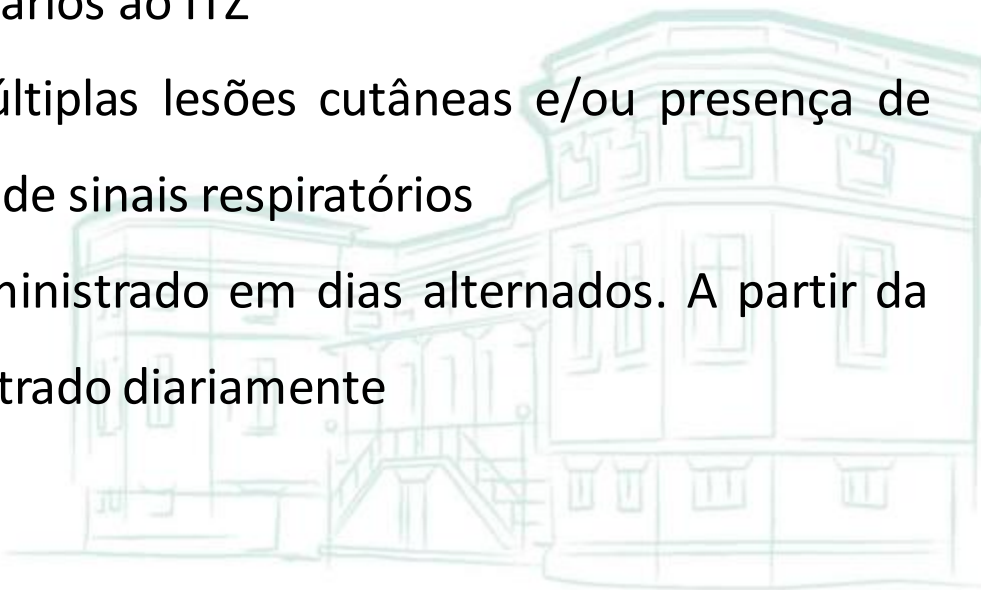 ários ao ITZ
últiplas lesões cutâneas e/ou presença de
de sinais respiratórios
ministrado em dias alternados. A partir da
trado diariamente